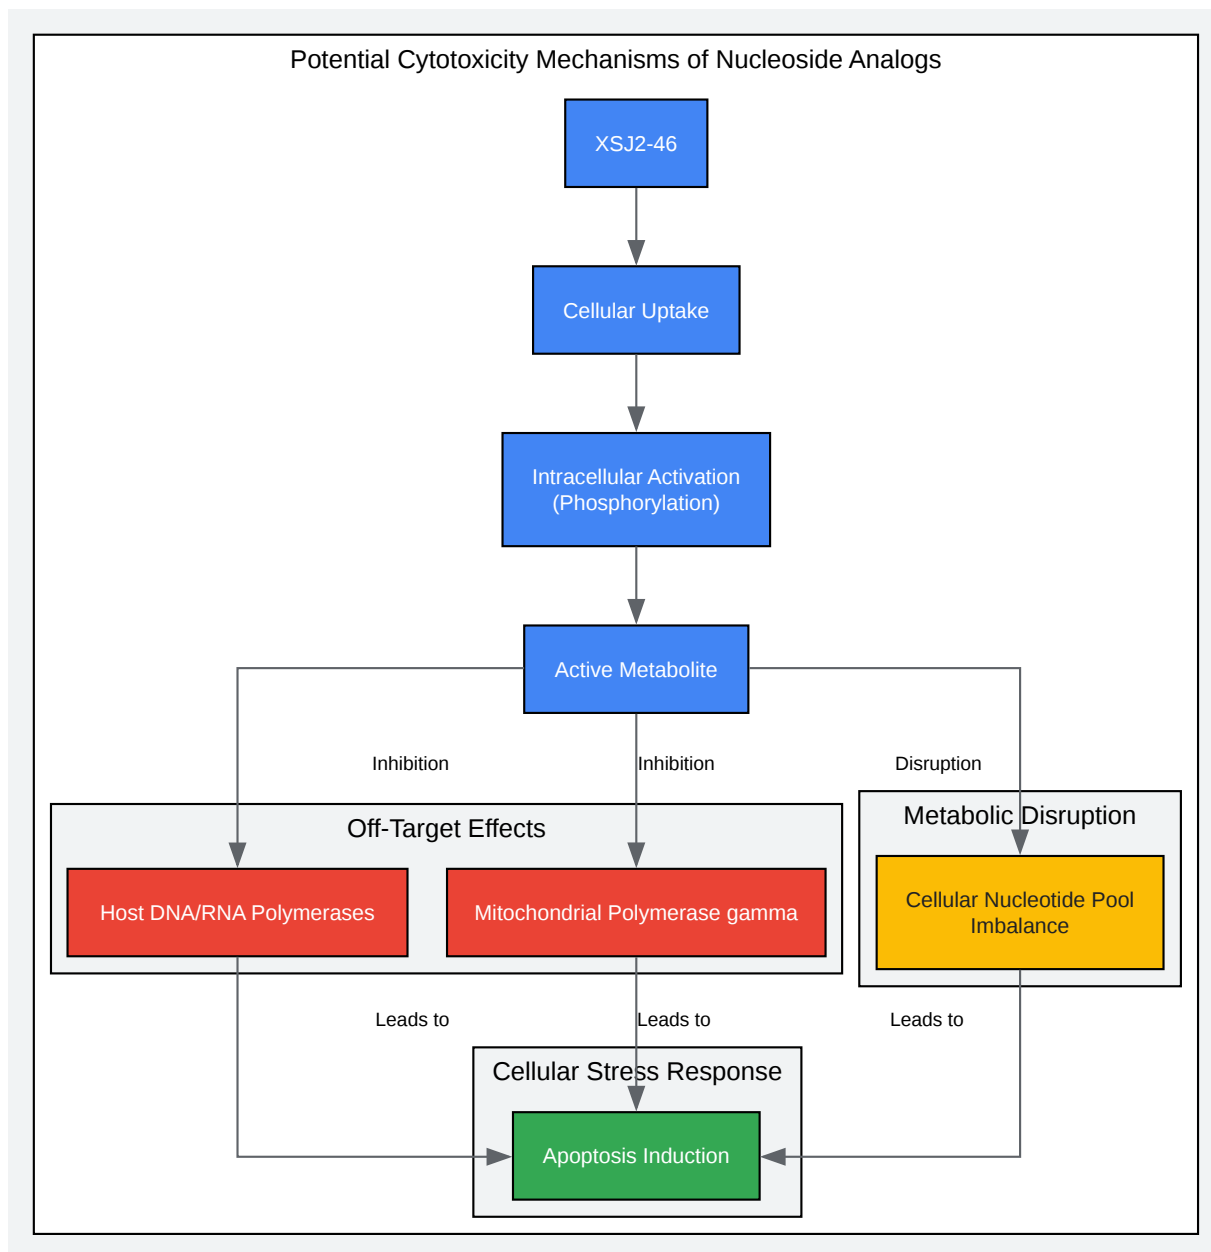 Potential Cytotoxicity Mechanisms of Nucleoside Analogs
XSJ2-46
Cellular Uptake
Intracellular Activation
(Phosphorylation)
Active Metabolite
Inhibition
Inhibition
Disruption
Off-Target Effects
Metabolic Disruption
Host DNA/RNA Polymerases
Mitochondrial Polymerase gamma
Cellular Nucleotide Pool
Imbalance
Leads to
Leads to
Leads to
Cellular Stress Response
Apoptosis Induction